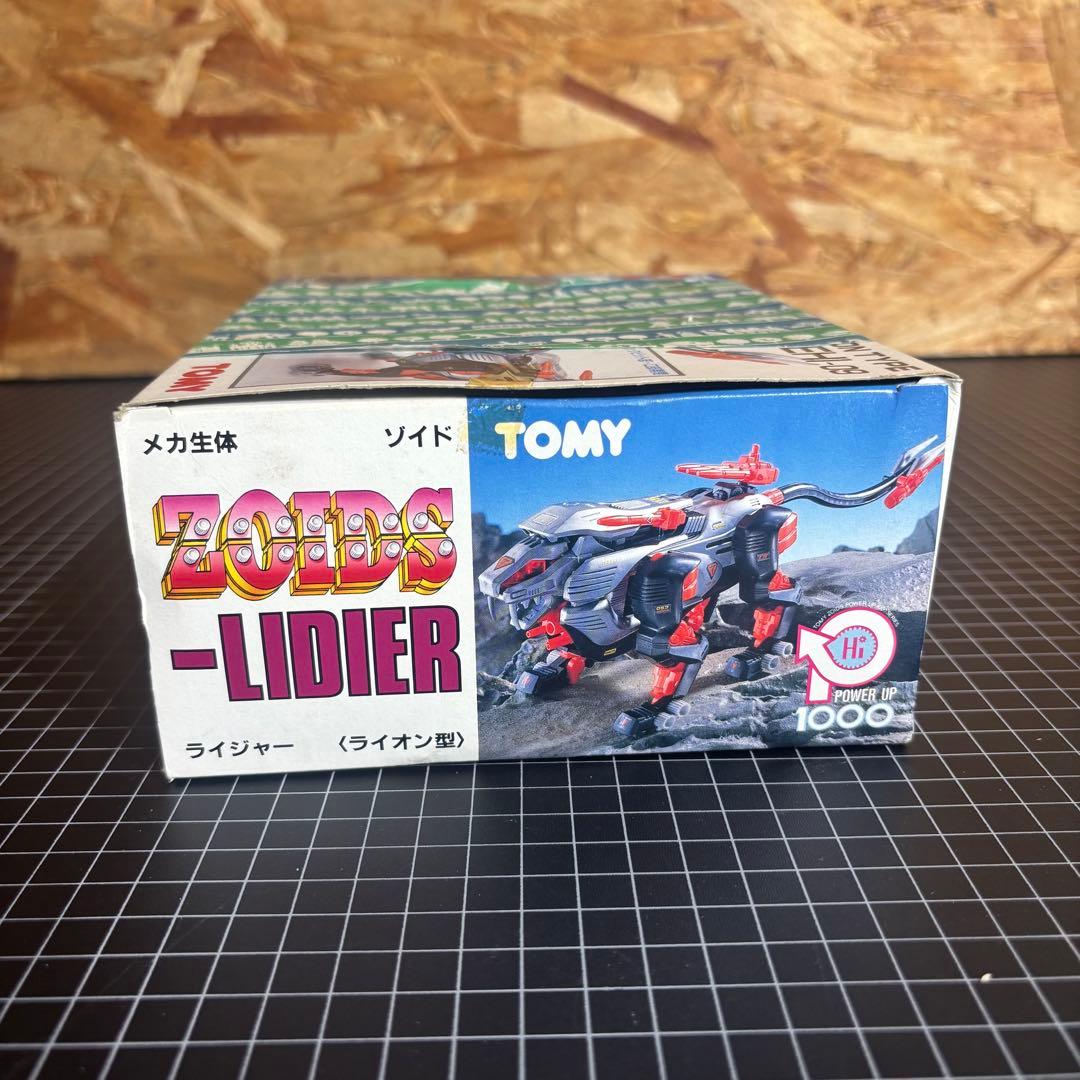 TOMY
メカ生体 ゾイド
ZOIDS
-LIDIER
ライジャー 〈ライオン型〉
TOMY
Hi
POWER UP
1000